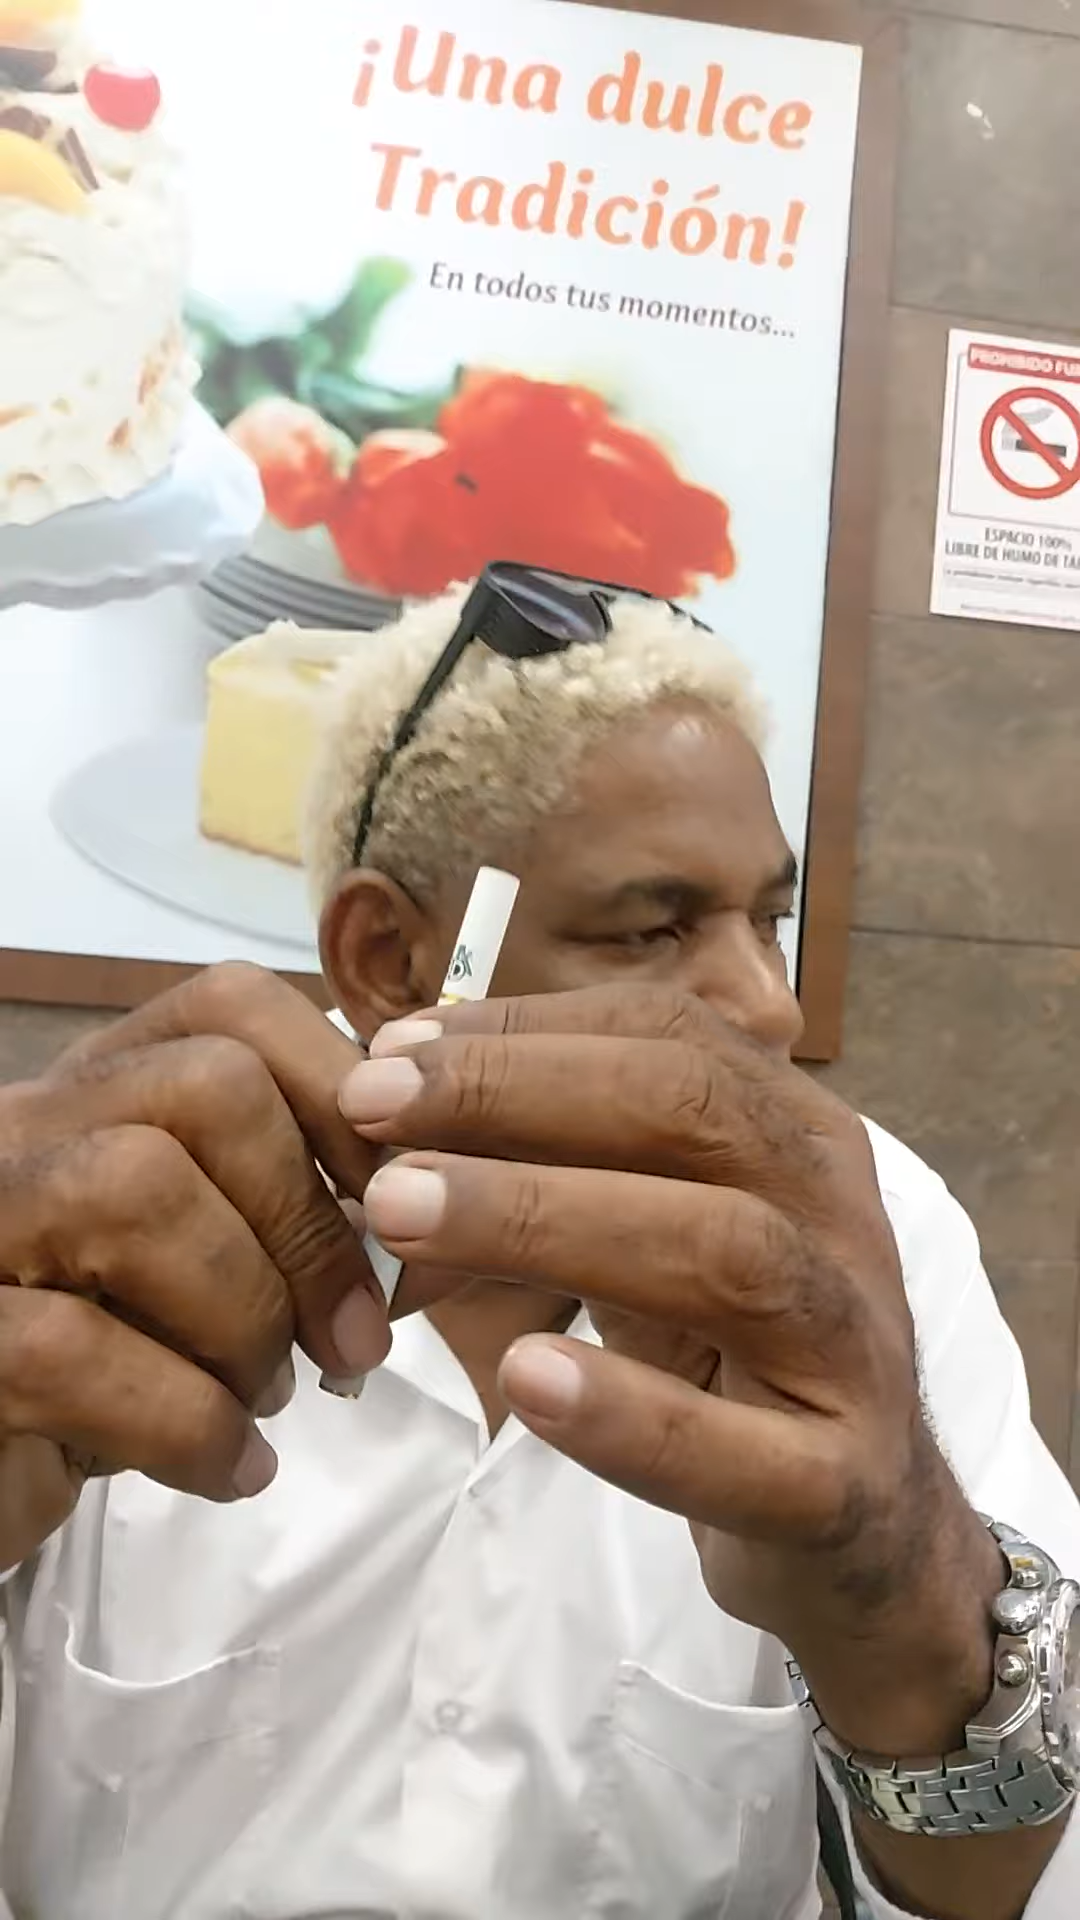 ¡Una dulce
Tradición!
En todos tus momentos...
PROHIBIDO FU
ESPACIO 100%
LIBRE DE HUMO DE TA